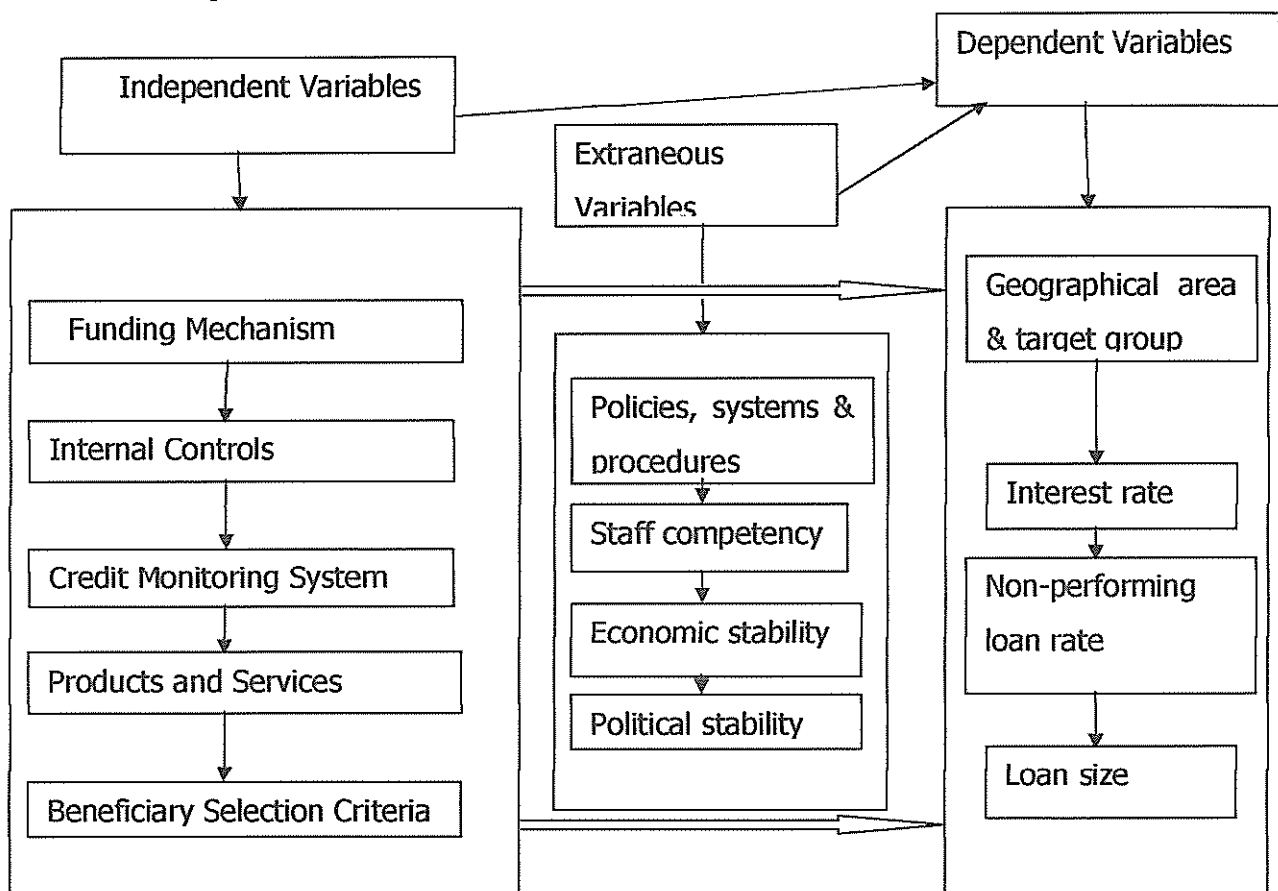 Independent Variables
Dependent Variables
Extraneous
Variables
Funding Mechanism
Internal Controls
Credit Monitoring System
Products and Services
Beneficiary Selection Criteria
Policies, systems &
procedures
Staff competency
Economic stability
Political stability
Geographical area
& target group
Interest rate
Non-performing
loan rate
Loan size